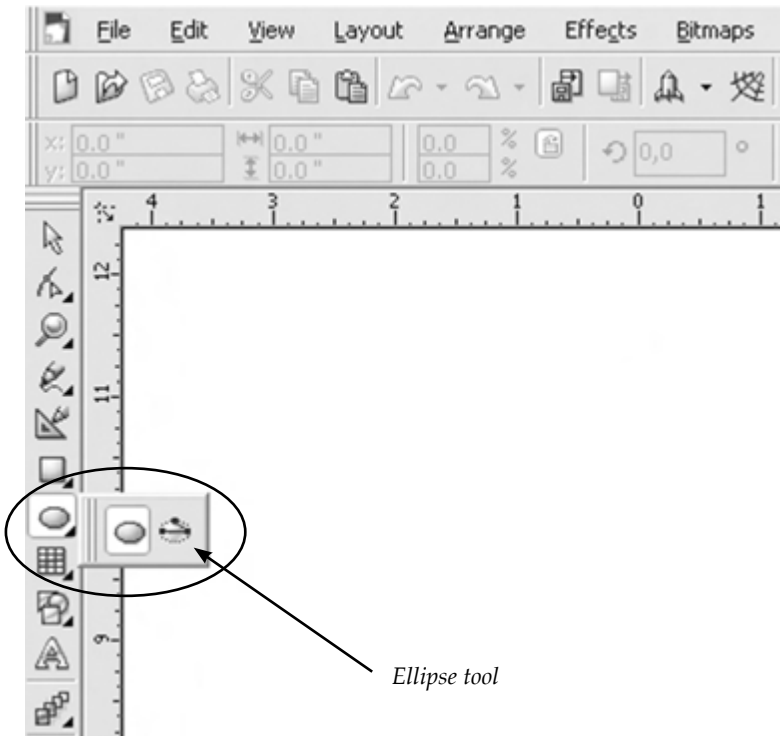 File Edit View Layout Arrange Effects Bitmaps
x: 0.0 " 0.0 " 0.0 % 0,0 °
y: 0.0 " 0.0 " 0.0 %
4 3 2 1 0 1
12
11
9
A
Ellipse tool